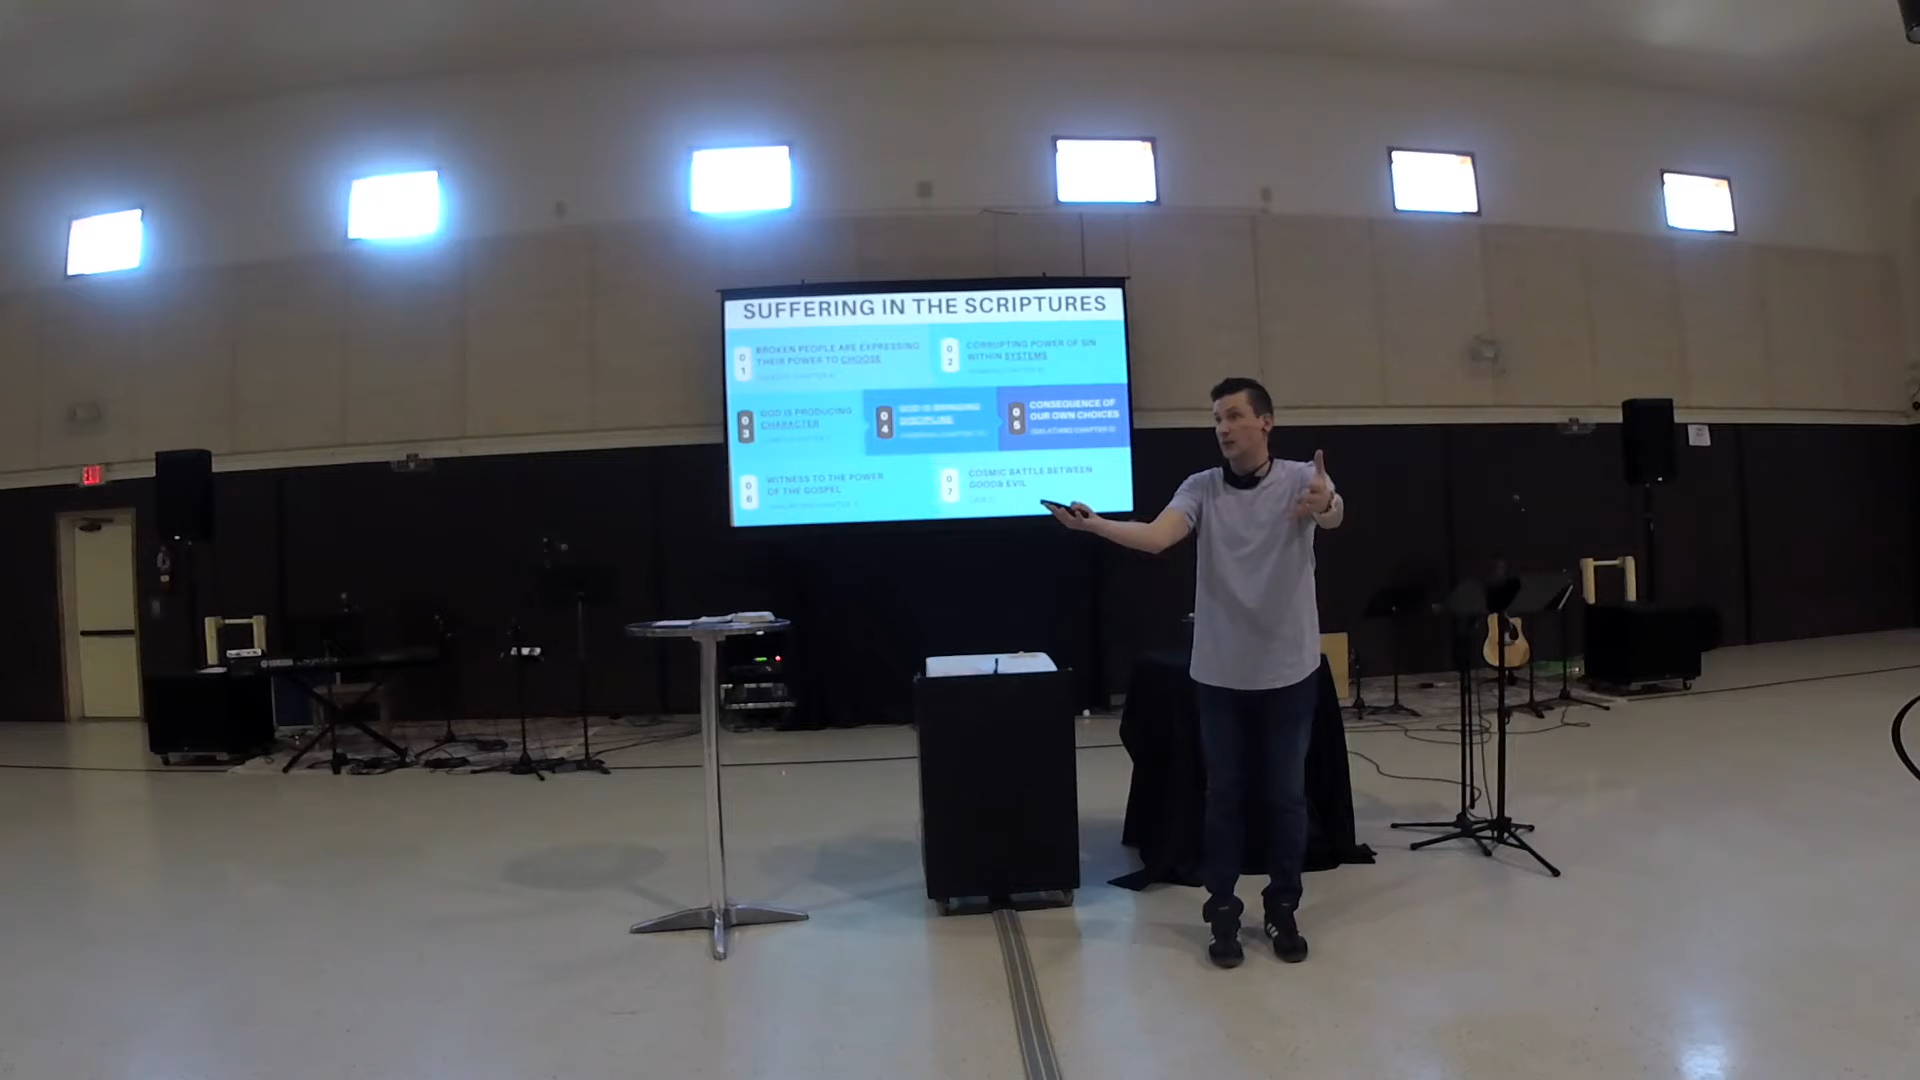 SUFFERING IN THE SCRIPTURES
0
1
BROKEN PEOPLE ARE EXPRESSING
THEIR POWER TO CHOOSE
0
2
CORRUPTING POWER OF SIN
WITHIN SYSTEMS
0
3
GOD IS PRODUCING
CHARACTER
0
4
GOD IS BRINGING
DISCIPLINE
0
5
CONSEQUENCE OF
OUR OWN CHOICES
(GALATIANS CHAPTER 6)
0
6
WITNESS TO THE POWER
OF THE GOSPEL
0
7
COSMIC BATTLE BETWEEN
GOOD& EVIL
EXIT